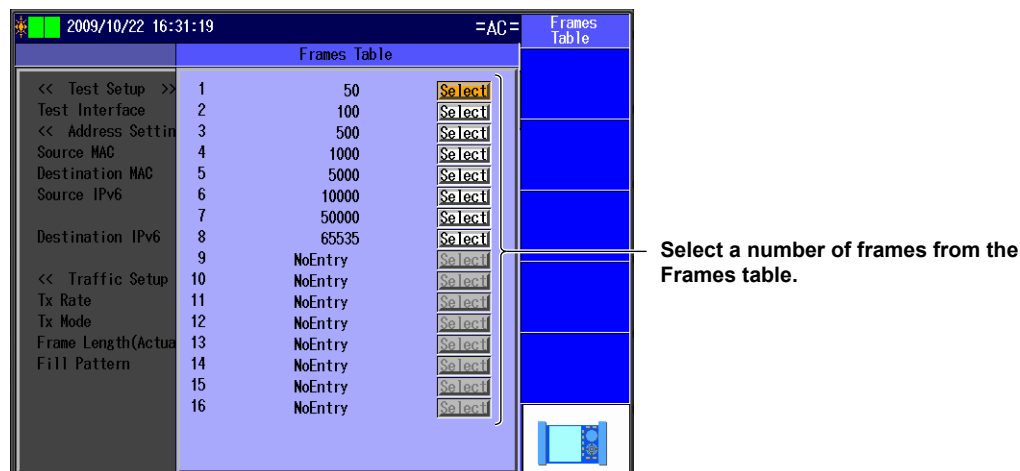 2009/10/22 16:31:19 =AC= Frames
Table
Frames Table
<< Test Setup >> 1 50 Select
Test Interface 2 100 Select
<< Address Settin 3 500 Select
Source MAC 4 1000 Select
Destination MAC 5 5000 Select
Source IPv6 6 10000 Select
7 50000 Select
Destination IPv6 8 65535 Select
9 NoEntry Select
<< Traffic Setup 10 NoEntry Select
Tx Rate 11 NoEntry Select
Tx Mode 12 NoEntry Select
Frame Length(Actua 13 NoEntry Select
Fill Pattern 14 NoEntry Select
15 NoEntry Select
16 NoEntry Select
Select a number of frames from the
Frames table.